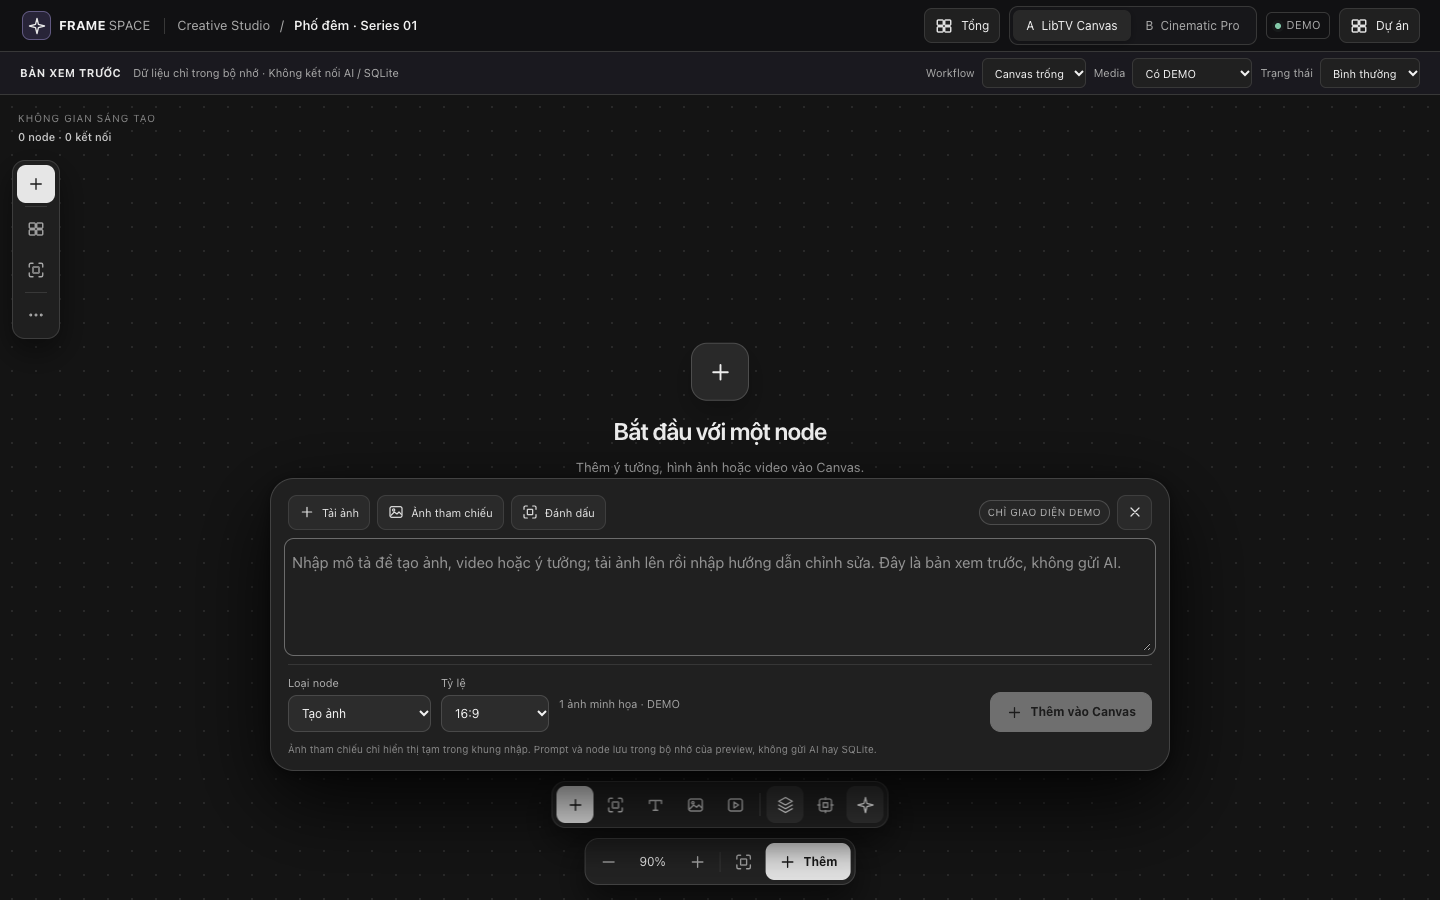 FRAME SPACE
Creative Studio / Phố đêm · Series 01
Tổng
A LibTV Canvas
B Cinematic Pro
DEMO
Dự án
BẢN XEM TRƯỚC
Dữ liệu chỉ trong bộ nhớ · Không kết nối AI / SQLite
Workflow
Canvas trống
Media
Có DEMO
Trạng thái
Bình thường
KHÔNG GIAN SÁNG TẠO
0 node · 0 kết nối
Bắt đầu với một node
Thêm ý tưởng, hình ảnh hoặc video vào Canvas.
Tải ảnh
Ảnh tham chiếu
Đánh dấu
CHỈ GIAO DIỆN DEMO
Nhập mô tả để tạo ảnh, video hoặc ý tưởng; tải ảnh lên rồi nhập hướng dẫn chỉnh sửa. Đây là bản xem trước, không gửi AI.
Loại node
Tỷ lệ
Tạo ảnh
16:9
1 ảnh minh họa · DEMO
Thêm vào Canvas
Ảnh tham chiếu chỉ hiển thị tạm trong khung nhập. Prompt và node lưu trong bộ nhớ của preview, không gửi AI hay SQLite.
90%
Thêm